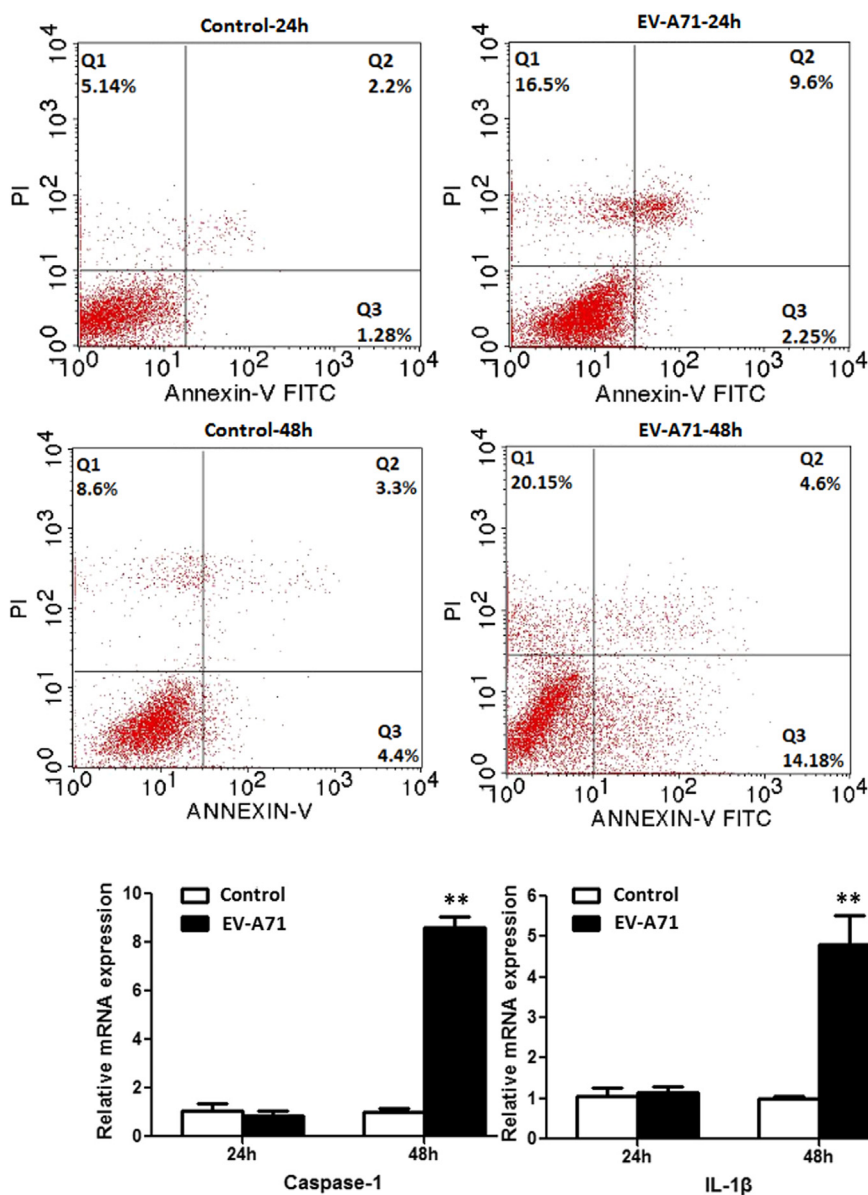 Control-24h
Q1
5.14%
Q2
2.2%
Q3
1.28%
PI
10^4
10^3
10^2
10^1
10^0
10^0 10^1 10^2 10^3 10^4
Annexin-V FITC
EV-A71-24h
Q1
16.5%
Q2
9.6%
Q3
2.25%
PI
10^4
10^3
10^2
10^1
10^0
10^0 10^1 10^2 10^3 10^4
Annexin-V FITC
Control-48h
Q1
8.6%
Q2
3.3%
Q3
4.4%
PI
10^4
10^3
10^2
10^1
10^0
10^0 10^1 10^2 10^3 10^4
ANNEXIN-V
EV-A71-48h
Q1
20.15%
Q2
4.6%
Q3
14.18%
PI
10^4
10^3
10^2
10^1
10^0
10^0 10^1 10^2 10^3 10^4
ANNEXIN-V FITC
Relative mRNA expression
10
8
6
4
2
0
Control
EV-A71
**
24h 48h
Caspase-1
Relative mRNA expression
6
5
4
3
2
1
0
Control
EV-A71
**
24h 48h
IL-1β